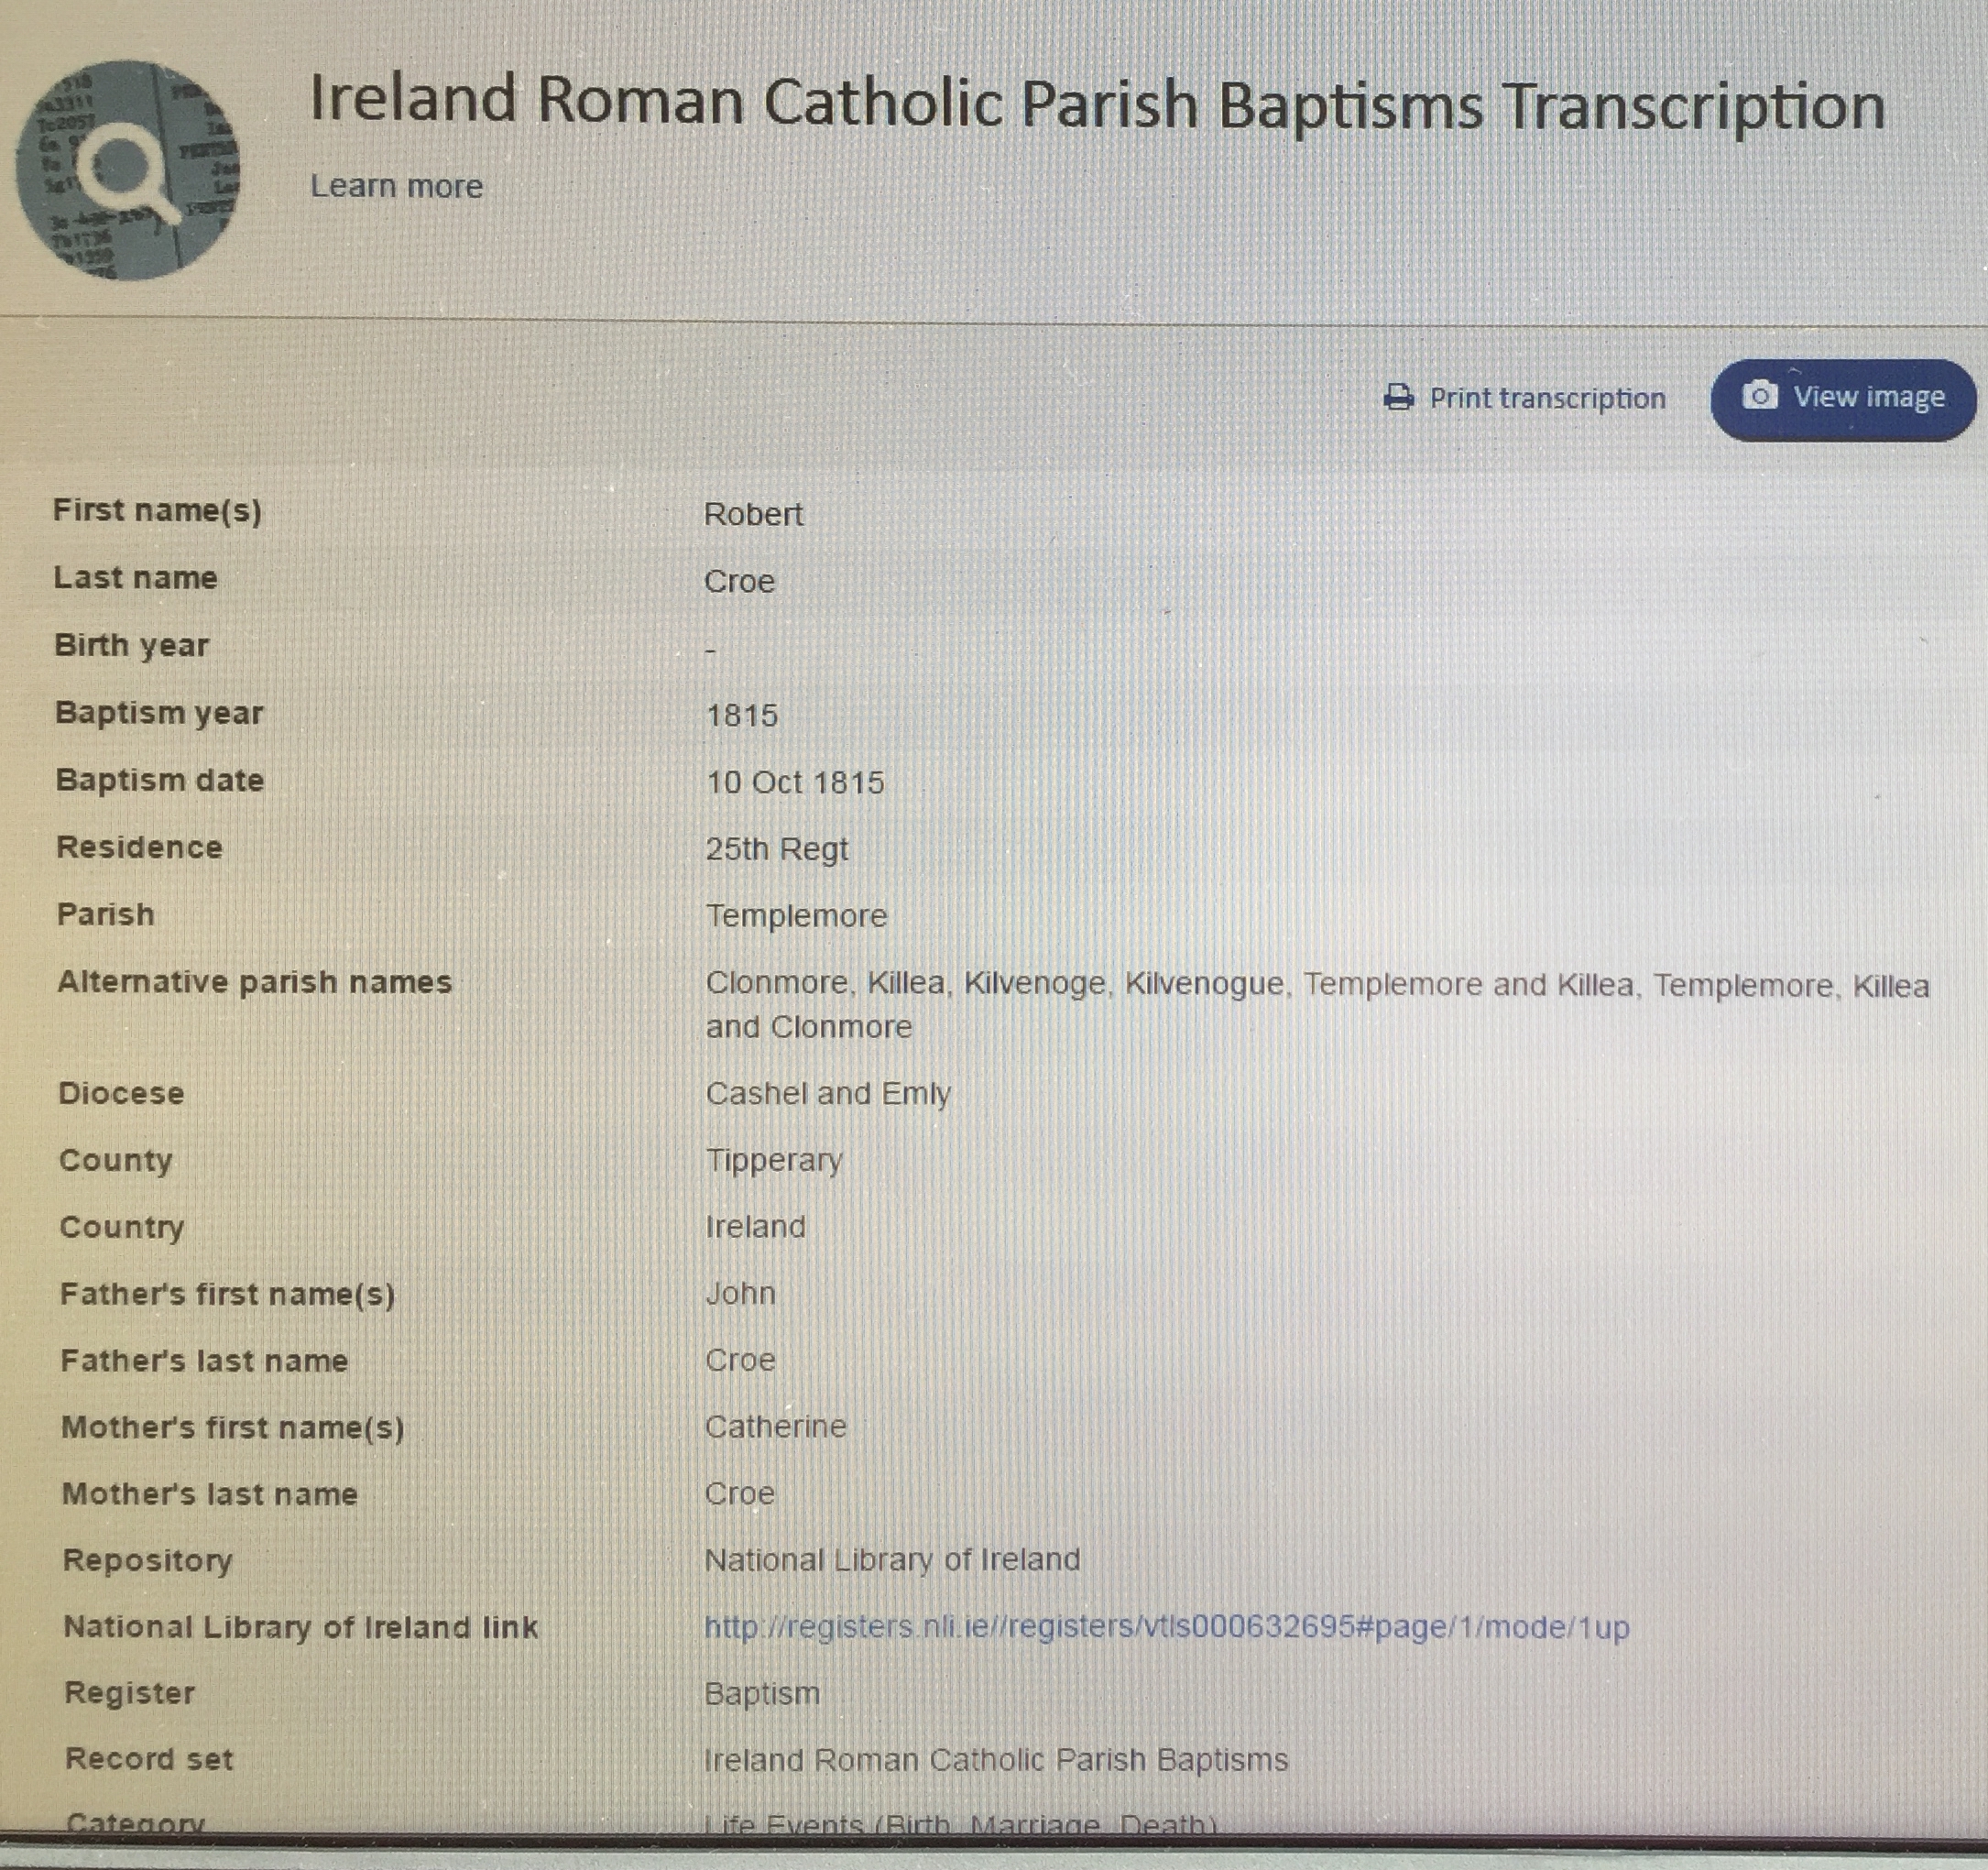 Ireland Roman Catholic Parish Baptisms Transcription
Learn more
Print transcription
View image
First name(s) Robert
Last name Croe
Birth year -
Baptism year 1815
Baptism date 10 Oct 1815
Residence 25th Regt
Parish Templemore
Alternative parish names Clonmore, Killea, Kilvenoge, Kilvenogue, Templemore and Killea, Templemore, Killea
and Clonmore
Diocese Cashel and Emly
County Tipperary
Country Ireland
Father's first name(s) John
Father's last name Croe
Mother's first name(s) Catherine
Mother's last name Croe
Repository National Library of Ireland
National Library of Ireland link http://registers.nli.ie//registers/vtls000632695#page/1/mode/1up
Register Baptism
Record set Ireland Roman Catholic Parish Baptisms
Category Life Events (Birth, Marriage, Death)